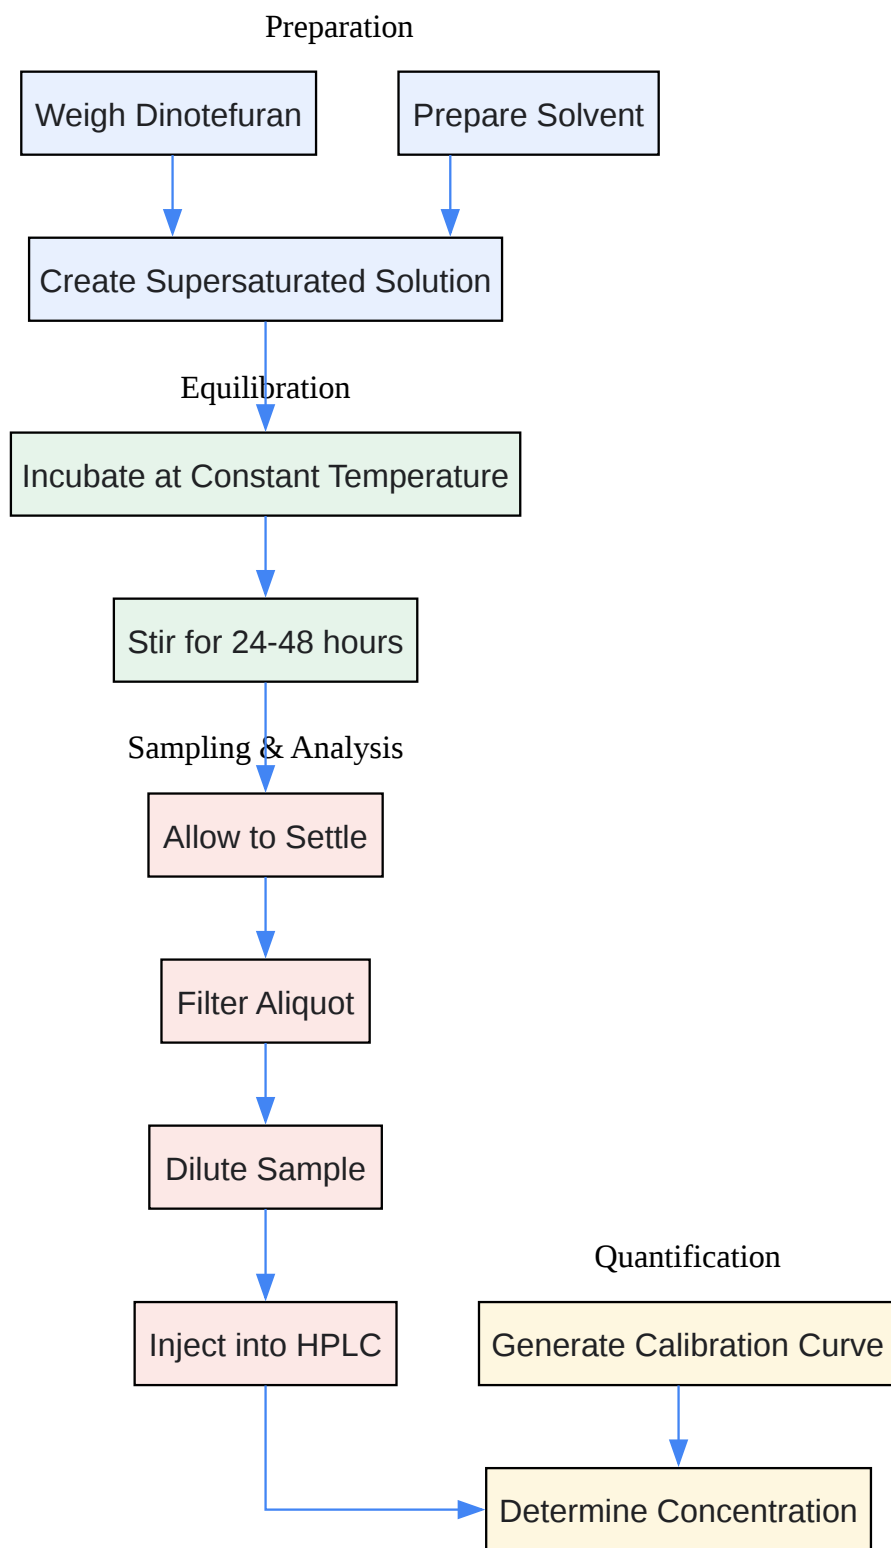 Preparation
Weigh Dinotefuran
Prepare Solvent
Create Supersaturated Solution
Equilibration
Incubate at Constant Temperature
Stir for 24-48 hours
Sampling & Analysis
Allow to Settle
Filter Aliquot
Dilute Sample
Quantification
Inject into HPLC
Generate Calibration Curve
Determine Concentration